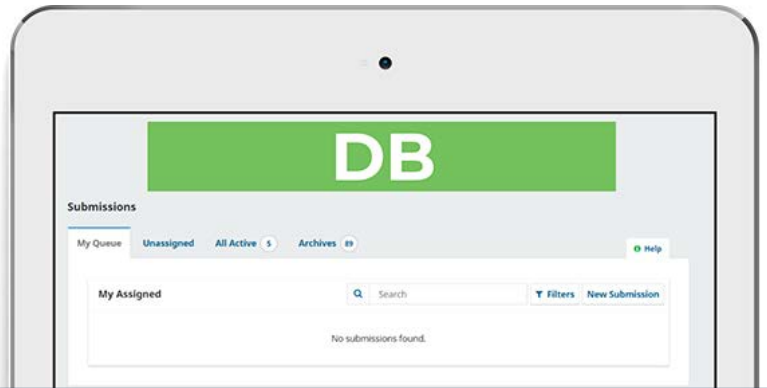 DB
Submissions
My Queue Unassigned All Active 5 Archives 89
Help
My Assigned Search Filters New Submission
No submissions found.